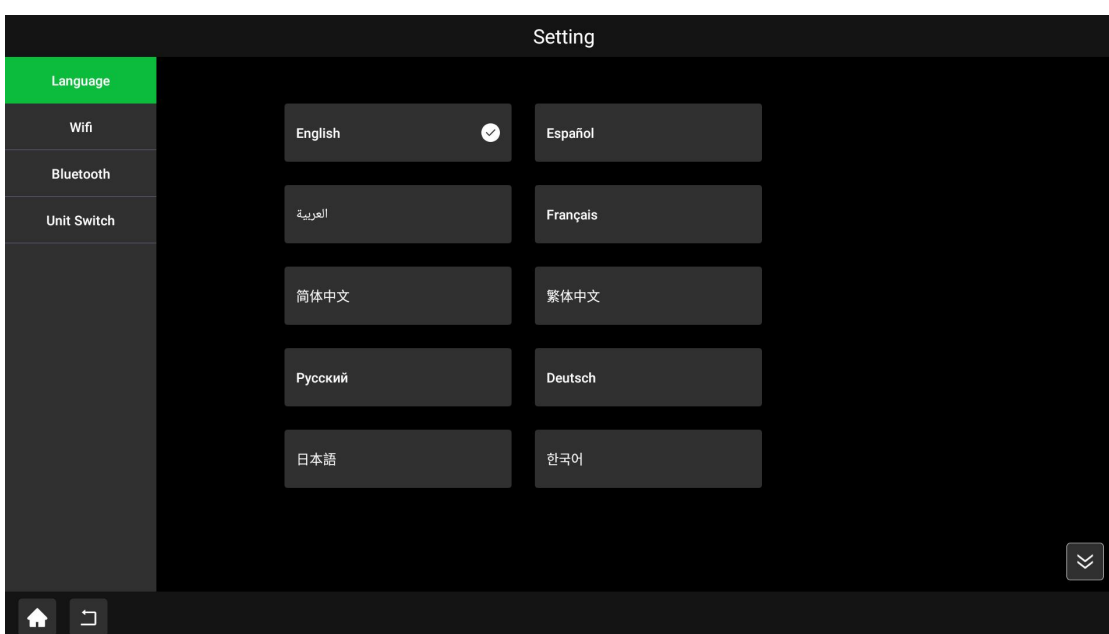 Setting
Language
Wifi
Bluetooth
Unit Switch
English
Español
العربية
Français
简体中文
繁体中文
Русский
Deutsch
日本語
한국어